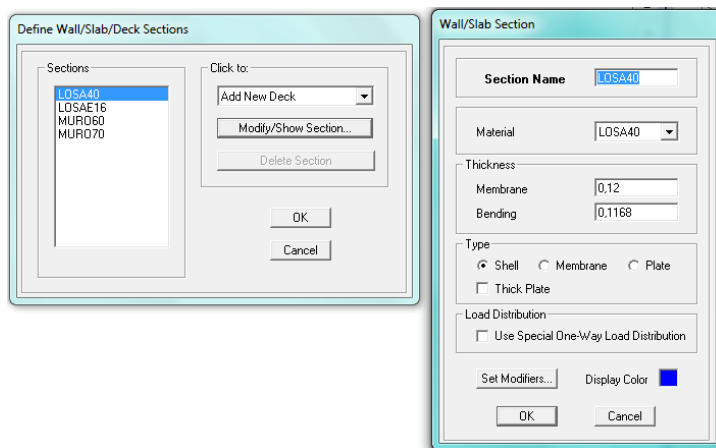 Define Wall/Slab/Deck Sections
Sections
LOSA40
LOSAE16
MURO60
MURO70
Click to:
Add New Deck
Modify/Show Section...
Delete Section
OK
Cancel
Wall/Slab Section
Section Name LOSA40
Material LOSA40
Thickness
Membrane 0,12
Bending 0,1168
Type
Shell Membrane Plate
Thick Plate
Load Distribution
Use Special One-Way Load Distribution
Set Modifiers... Display Color
OK Cancel